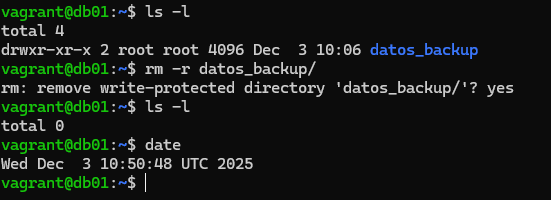 vagrant@db01:~$ ls -l
total 4
drwxr-xr-x 2 root root 4096 Dec  3 10:06 datos_backup
vagrant@db01:~$ rm -r datos_backup/
rm: remove write-protected directory 'datos_backup/'? yes
vagrant@db01:~$ ls -l
total 0
vagrant@db01:~$ date
Wed Dec  3 10:50:48 UTC 2025
vagrant@db01:~$